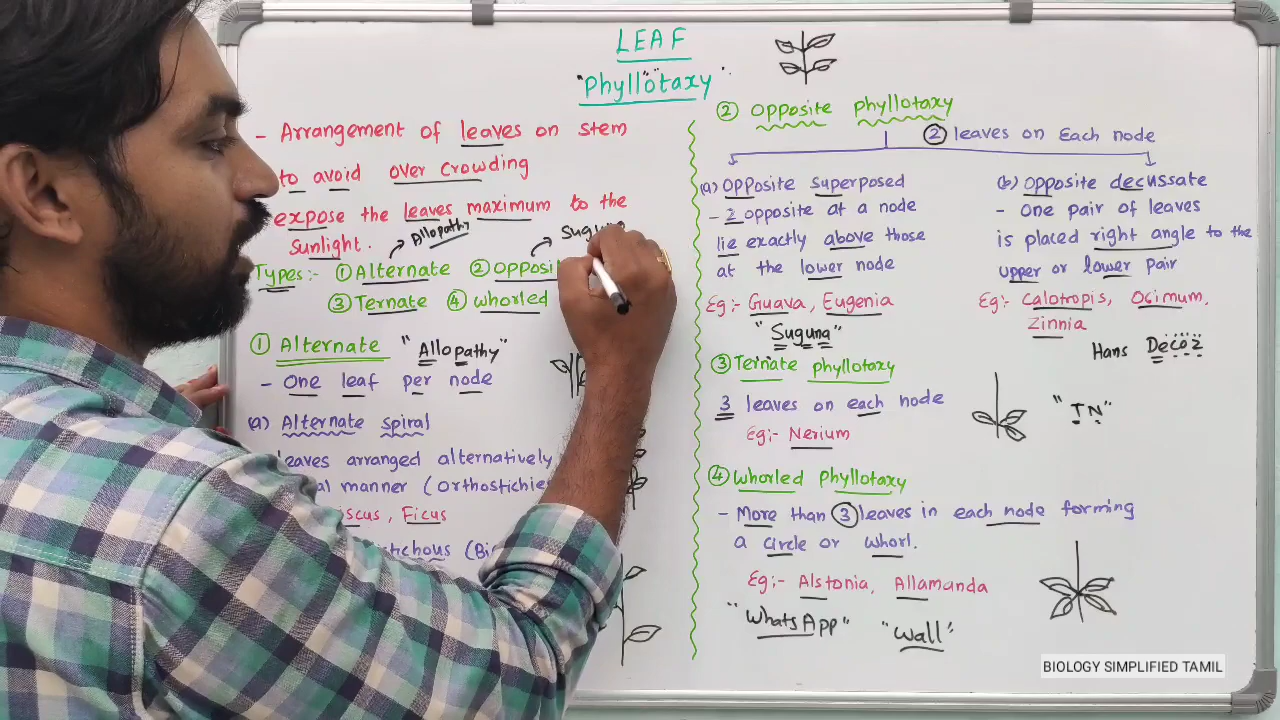 LEAF
"Phyllotaxy"
- Arrangement of leaves on stem
to avoid over crowding
expose the leaves maximum to the
Sunlight.
Allopathy
Types:- ① Alternate ② Opposi
③ Ternate ④ whorled
① Alternate "Allopathy"
- One leaf per node
(a) Alternate spiral
leaves arranged alternatively
manner (Orthostichies
Ficus
② Opposite phyllotaxy
② leaves on Each node
(a) Opposite superposed
- 2 opposite at a node
lie exactly above those
at the lower node
Eg:- Guava, Eugenia
"Suguna"
(b) Opposite decussate
- One pair of leaves
is placed right angle to the
upper or lower pair
Eg:- Calotropis, Ocimum,
Zinnia
Hans Decoz
③ Ternate phyllotaxy
3 leaves on each node
Eg:- Nerium
"TN"
④ Whorled Phyllotaxy
- More than ③ leaves in each node forming
a circle or whorl.
Eg:- Alstonia, Allamanda
"WhatsApp" "Wall"
BIOLOGY SIMPLIFIED TAMIL